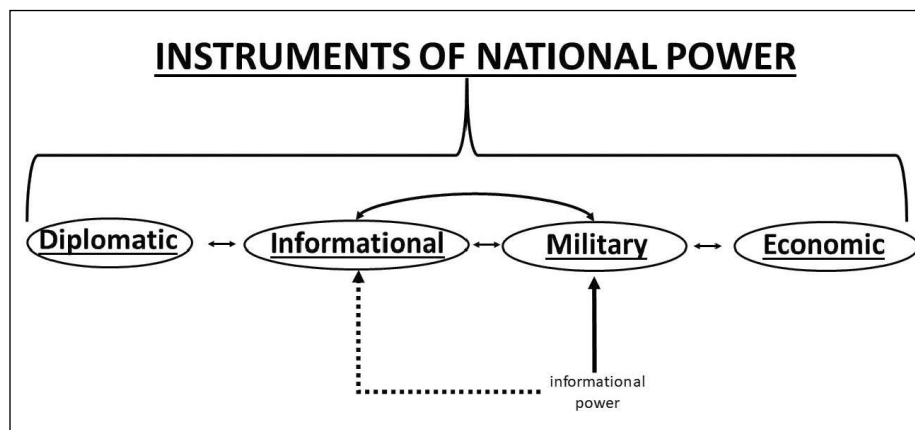 INSTRUMENTS OF NATIONAL POWER
Diplomatic
Informational
Military
Economic
informational
power